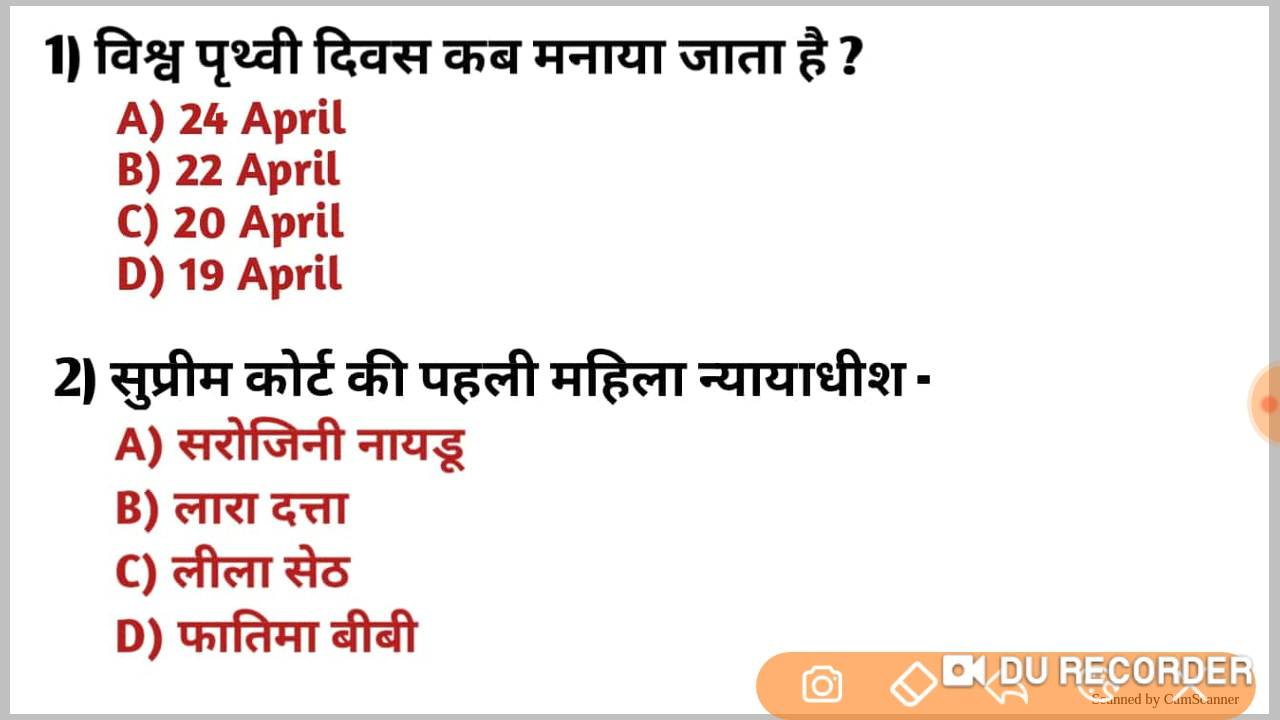 1) विश्व पृथ्वी दिवस कब मनाया जाता है ?
A) 24 April
B) 22 April
C) 20 April
D) 19 April
2) सुप्रीम कोर्ट की पहली महिला न्यायाधीश -
A) सरोजिनी नायडू
B) लारा दत्ता
C) लीला सेठ
D) फातिमा बीबी
DU RECORDER
Scanned by CamScanner